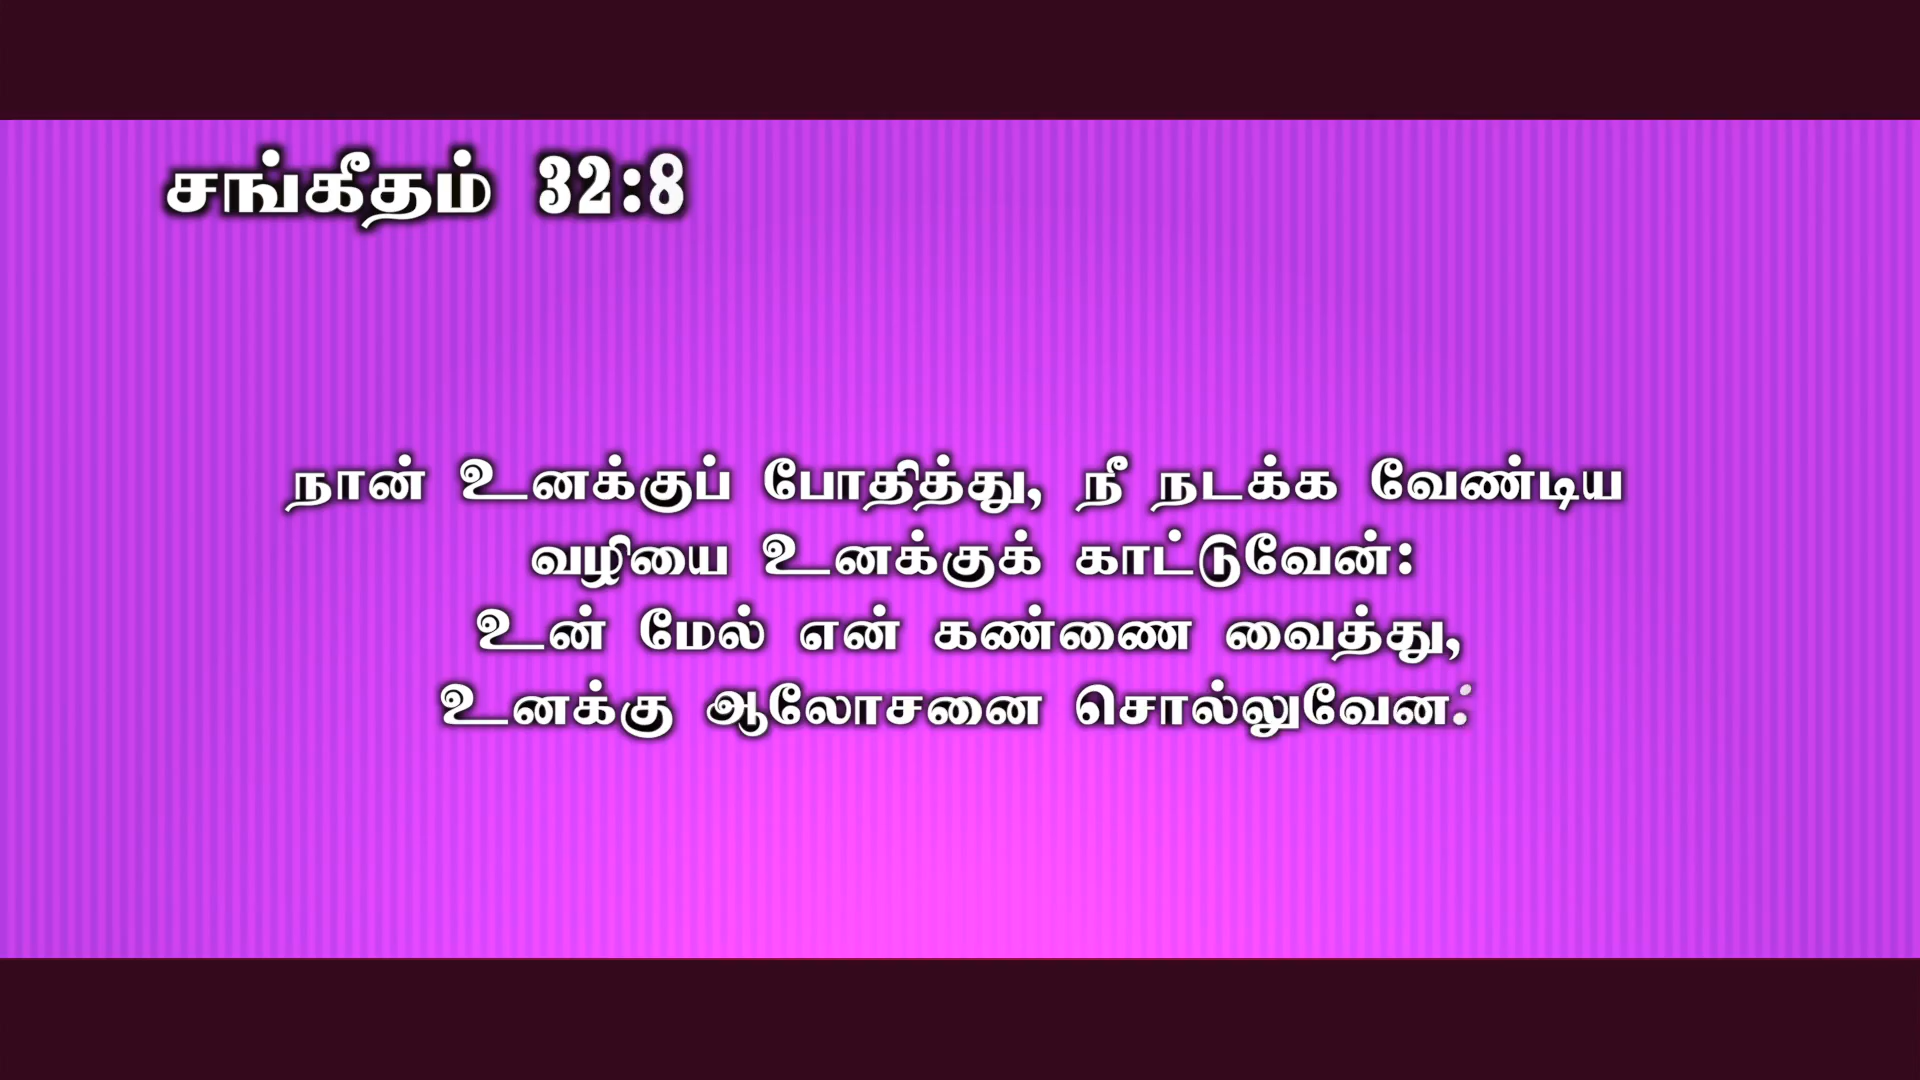 சங்கீதம் 32:8
நான் உனக்குப் போதித்து, நீ நடக்க வேண்டிய
வழியை உனக்குக் காட்டுவேன்:
உன் மேல் என் கண்ணை வைத்து,
உனக்கு ஆலோசனை சொல்லுவேன்.